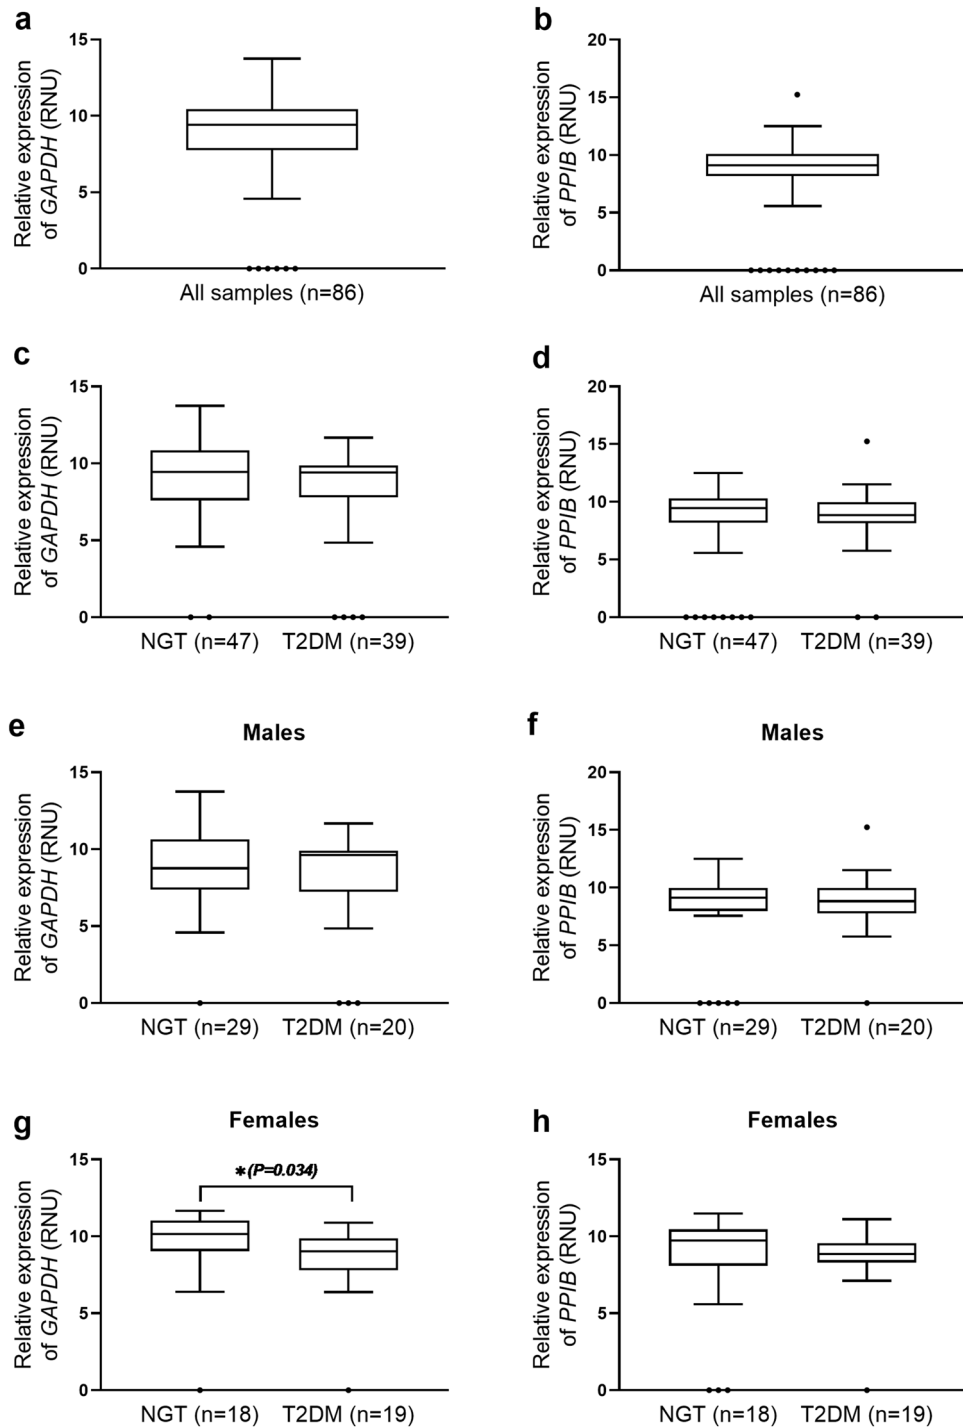 a
Relative expression
of GAPDH (RNU)
15
10
5
0
All samples (n=86)
b
Relative expression
of PPIB (RNU)
20
15
10
5
0
All samples (n=86)
c
Relative expression
of GAPDH (RNU)
15
10
5
0
NGT (n=47) T2DM (n=39)
d
Relative expression
of PPIB (RNU)
20
15
10
5
0
NGT (n=47) T2DM (n=39)
e
Males
Relative expression
of GAPDH (RNU)
15
10
5
0
NGT (n=29) T2DM (n=20)
f
Males
Relative expression
of PPIB (RNU)
20
15
10
5
0
NGT (n=29) T2DM (n=20)
g
Females
Relative expression
of GAPDH (RNU)
15
10
5
0
*(P=0.034)
NGT (n=18) T2DM (n=19)
h
Females
Relative expression
of PPIB (RNU)
15
10
5
0
NGT (n=18) T2DM (n=19)